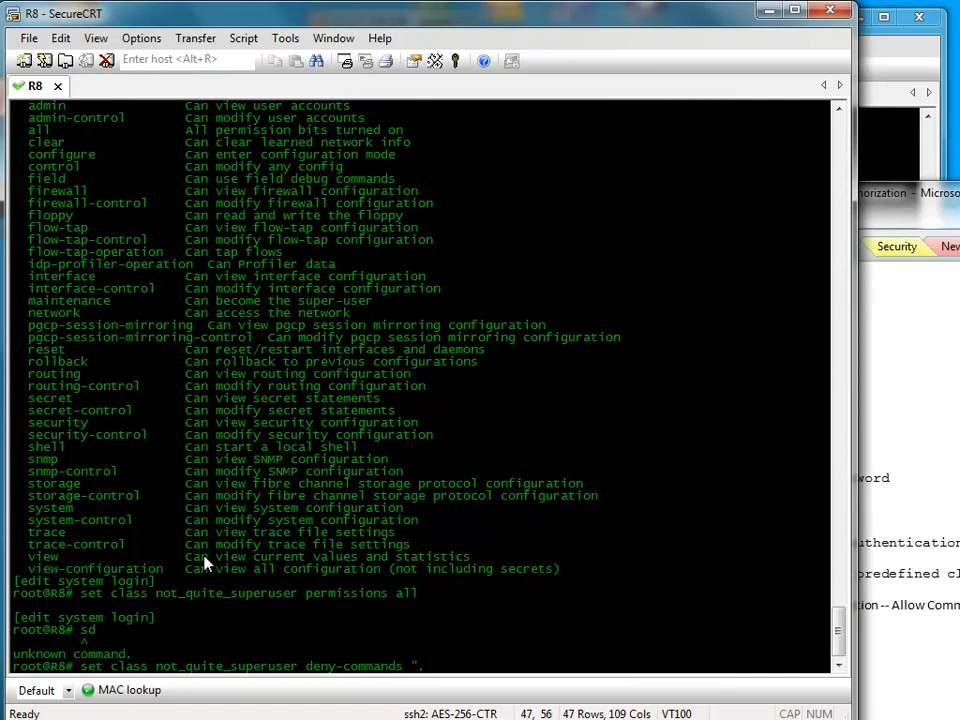 R8 - SecureCRT
File Edit View Options Transfer Script Tools Window Help
Enter host <Alt+R>
R8
admin Can view user accounts
admin-control Can modify user accounts
all All permission bits turned on
clear Can clear learned network info
configure Can enter configuration mode
control Can modify any config
field Can use field debug commands
firewall Can view firewall configuration
firewall-control Can modify firewall configuration
floppy Can read and write the floppy
flow-tap Can view flow-tap configuration
flow-tap-control Can modify flow-tap configuration
flow-tap-operation Can tap flows
idp-profiler-operation Can Profiler data
interface Can view interface configuration
interface-control Can modify interface configuration
maintenance Can become the super-user
network Can access the network
pgcp-session-mirroring Can view pgcp session mirroring configuration
pgcp-session-mirroring-control Can modify pgcp session mirroring configuration
reset Can reset/restart interfaces and daemons
rollback Can rollback to previous configurations
routing Can view routing configuration
routing-control Can modify routing configuration
secret Can view secret statements
secret-control Can modify secret statements
security Can view security configuration
security-control Can modify security configuration
shell Can start a local shell
snmp Can view SNMP configuration
snmp-control Can modify SNMP configuration
storage Can view fibre channel storage protocol configuration
storage-control Can modify fibre channel storage protocol configuration
system Can view system configuration
system-control Can modify system configuration
trace Can view trace file settings
trace-control Can modify trace file settings
view Can view current values and statistics
view-configuration Can view all configuration (not including secrets)
[edit system login]
root@R8# set class not_quite_superuser permissions all
[edit system login]
root@R8# sd
^
unknown command.
root@R8# set class not_quite_superuser deny-commands ".
Default MAC lookup
Ready ssh2: AES-256-CTR 47, 56 47 Rows, 109 Cols VT100 CAP NUM
orization - Microso
Security New
word
uthentication
predefined cl
ion -- Allow Comm